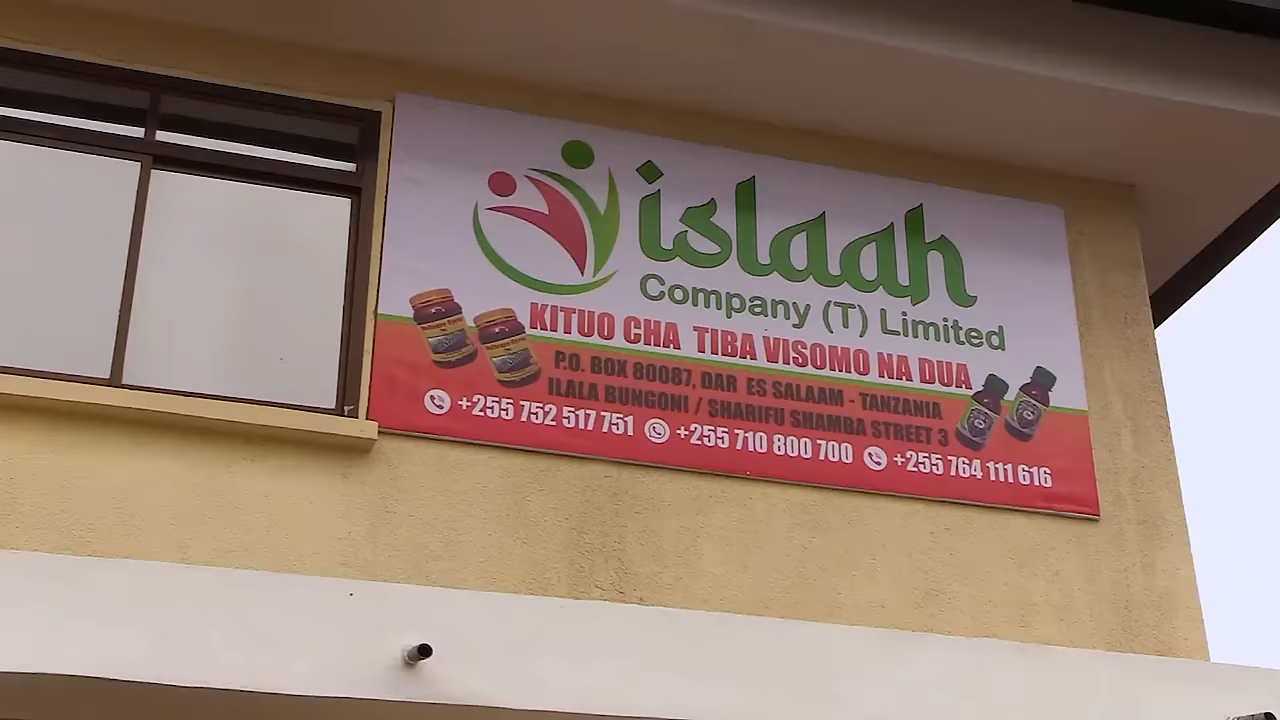 islaah
Company (T) Limited
KITUO CHA TIBA VISOMO NA DUA
P.O. BOX 80087, DAR ES SALAAM - TANZANIA
ILALA BUNGONI / SHARIFU SHAMBA STREET 3
+255 752 517 751 +255 710 800 700 +255 764 111 616